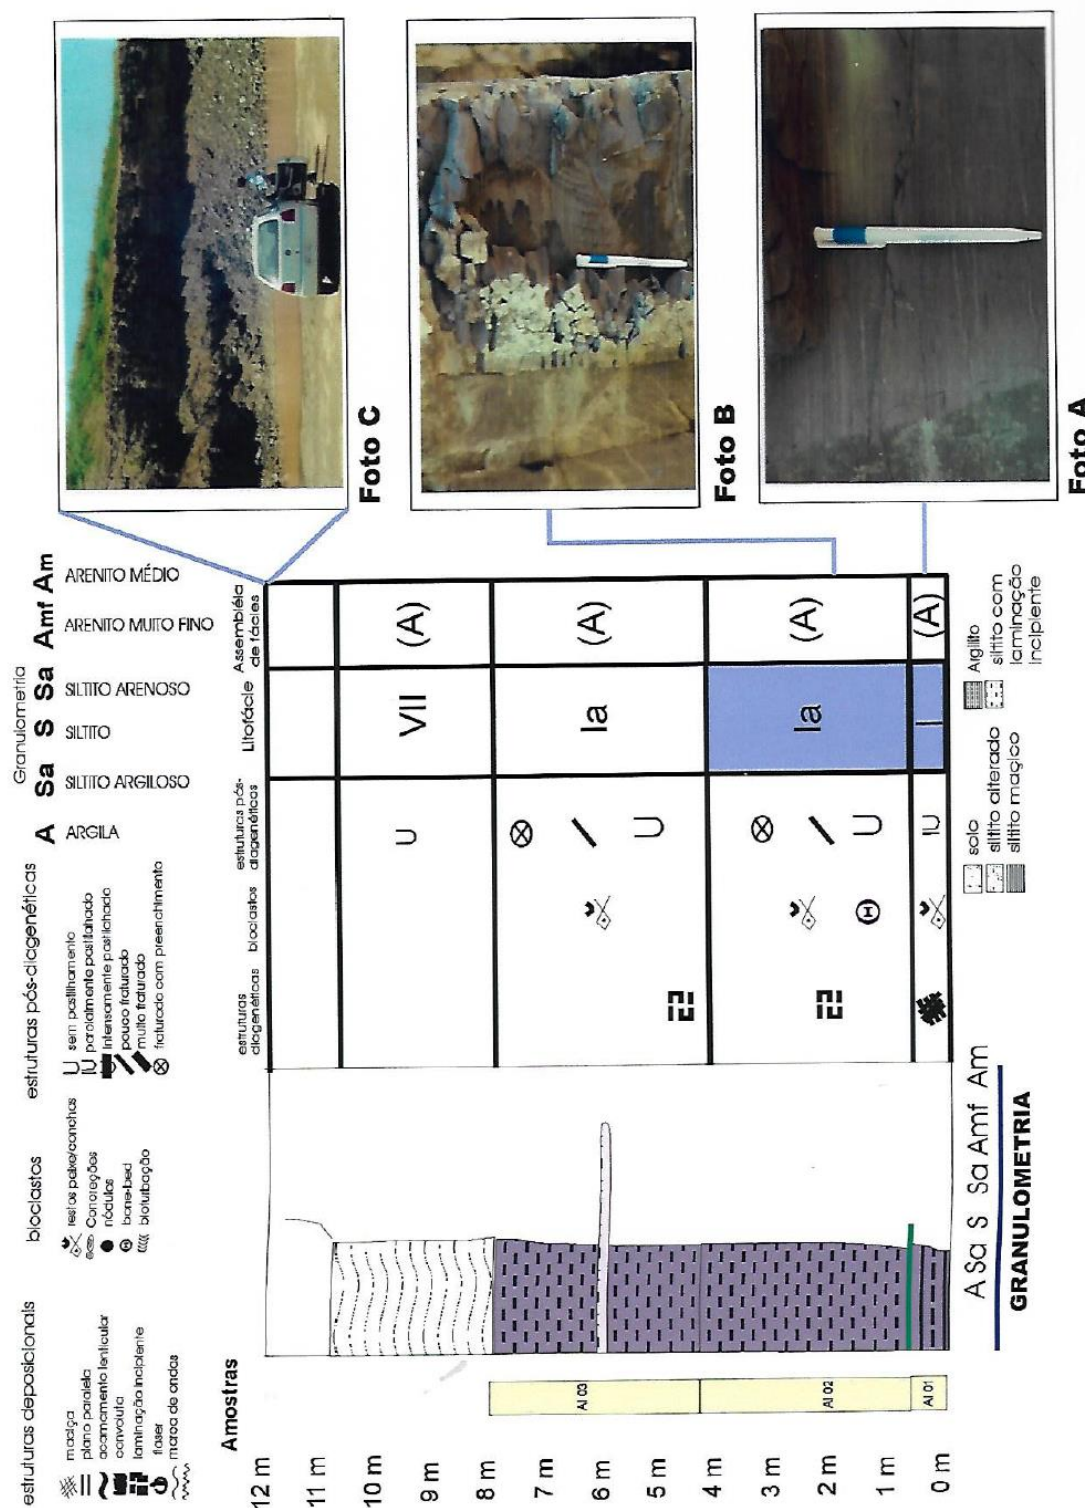 estruturas deposicionais
maciça
plano paralela
acamamento lenticular
convoluta
laminação incipiente
flaser
marca de ondas
bioclastos
restos peixe/conchas
Concreções
nódulos
bone-bed
bioturbação
estruturas pós-diagenéticas
sem pastilhamento
parcialmente pastilhado
intensamente pastilhado
pouco fraturado
muito fraturado
fraturado com preenchimento
Granulometria
A Sa S Sa Amf Am
ARGILA
SILTITO ARGILOSO
SILTITO
SILTITO ARENOSO
ARENITO MUITO FINO
ARENITO MÉDIO
Amostras
estruturas
diagenéticas
bioclastos
estruturas pós-
diagenéticas
Litofácie
Assembléia
de fácies
12 m
11 m
10 m
9 m
8 m
7 m
6 m
5 m
4 m
3 m
2 m
1 m
0 m
AI 03
AI 02
AI 01
VII
(A)
Ia
(A)
Ia
(A)
I
(A)
A Sa S Sa Amf Am
GRANULOMETRIA
solo
siltito alterado
siltito maciço
Argilito
siltito com
laminação
incipiente
Foto C
Foto B
Foto A